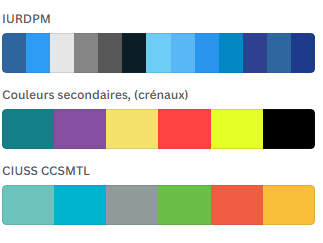 IURDPM
Couleurs secondaires, (crénaux)
CIUSS CCSMTL